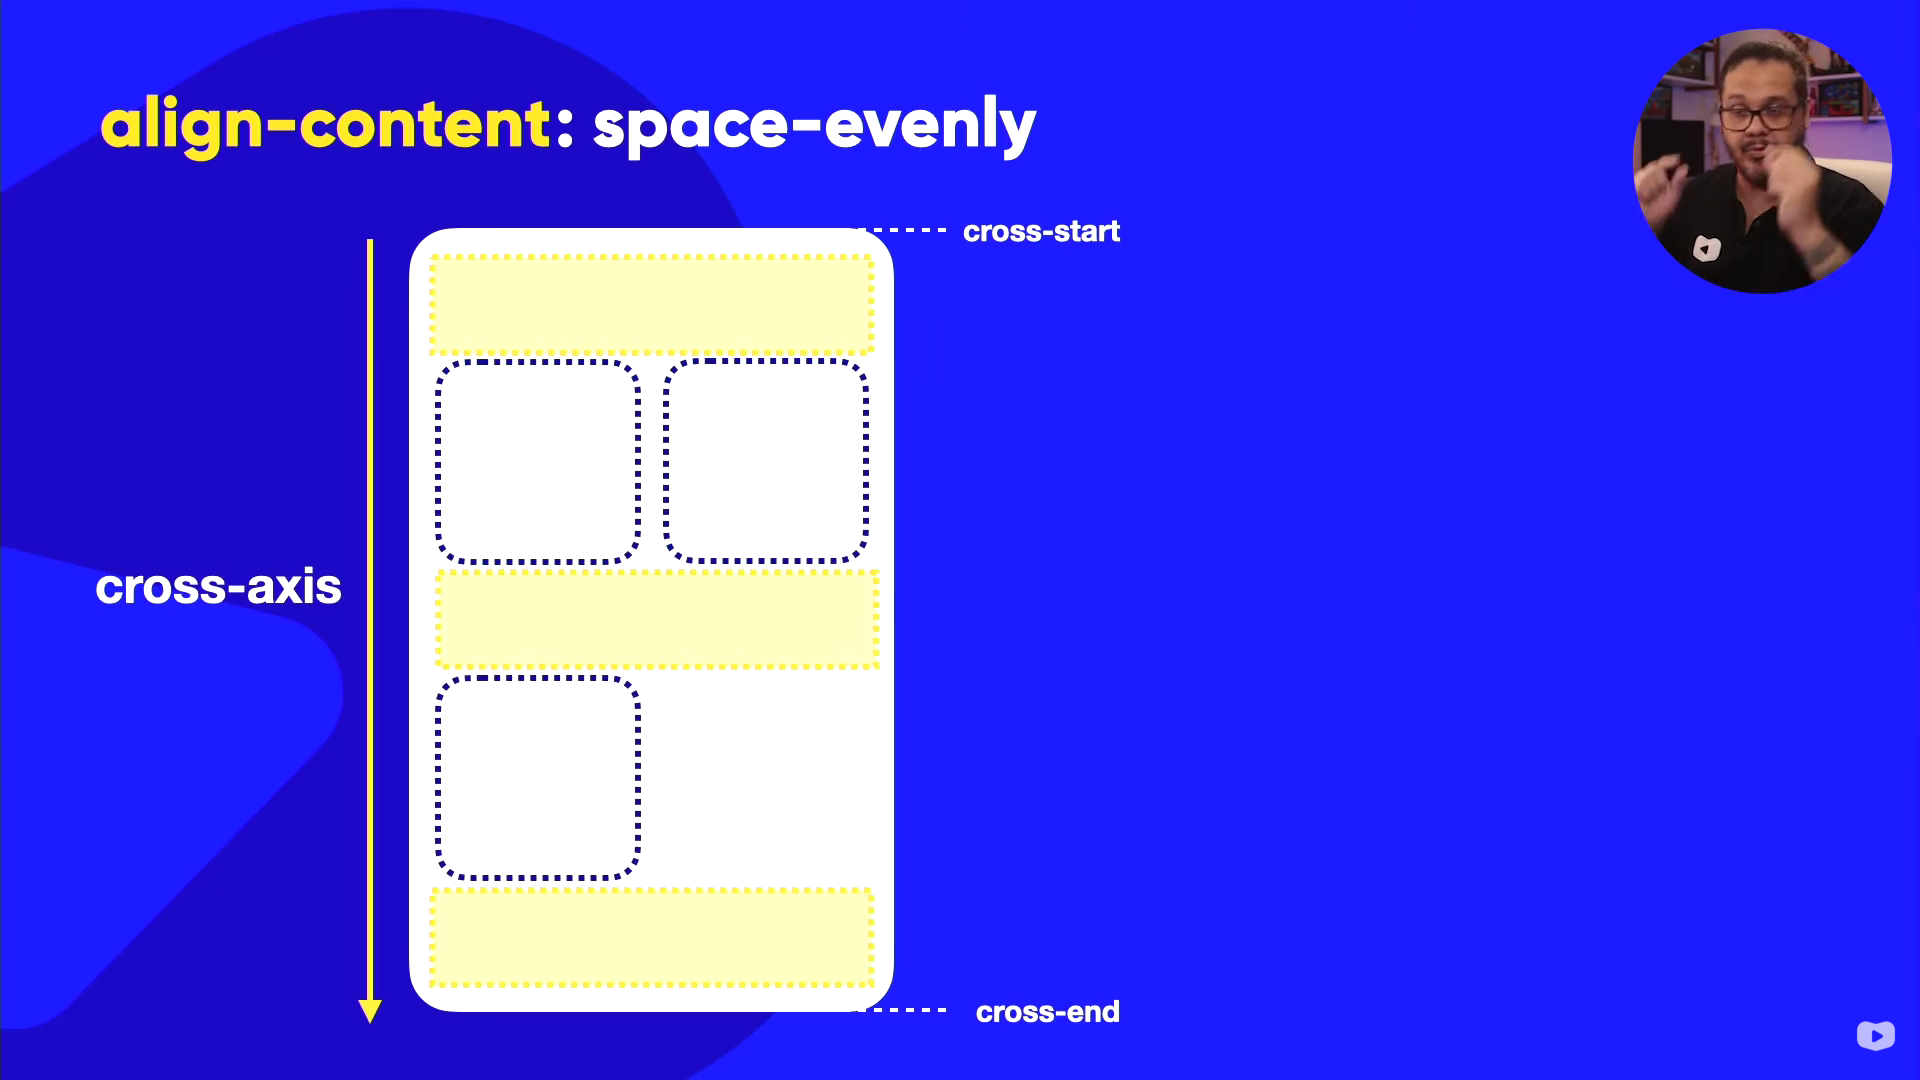 align-content: space-evenly
cross-start
cross-axis
cross-end